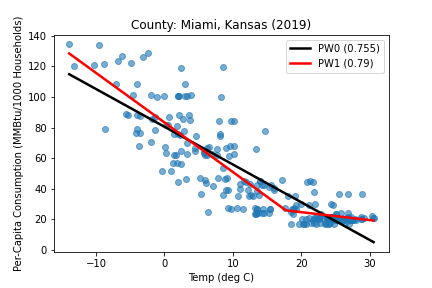 County: Miami, Kansas (2019)
PW0 (0.755)
PW1 (0.79)
Per-Capita Consumption (MMBtu/1000 Households)
140
120
100
80
60
40
20
0
−10 0 10 20 30
Temp (deg C)